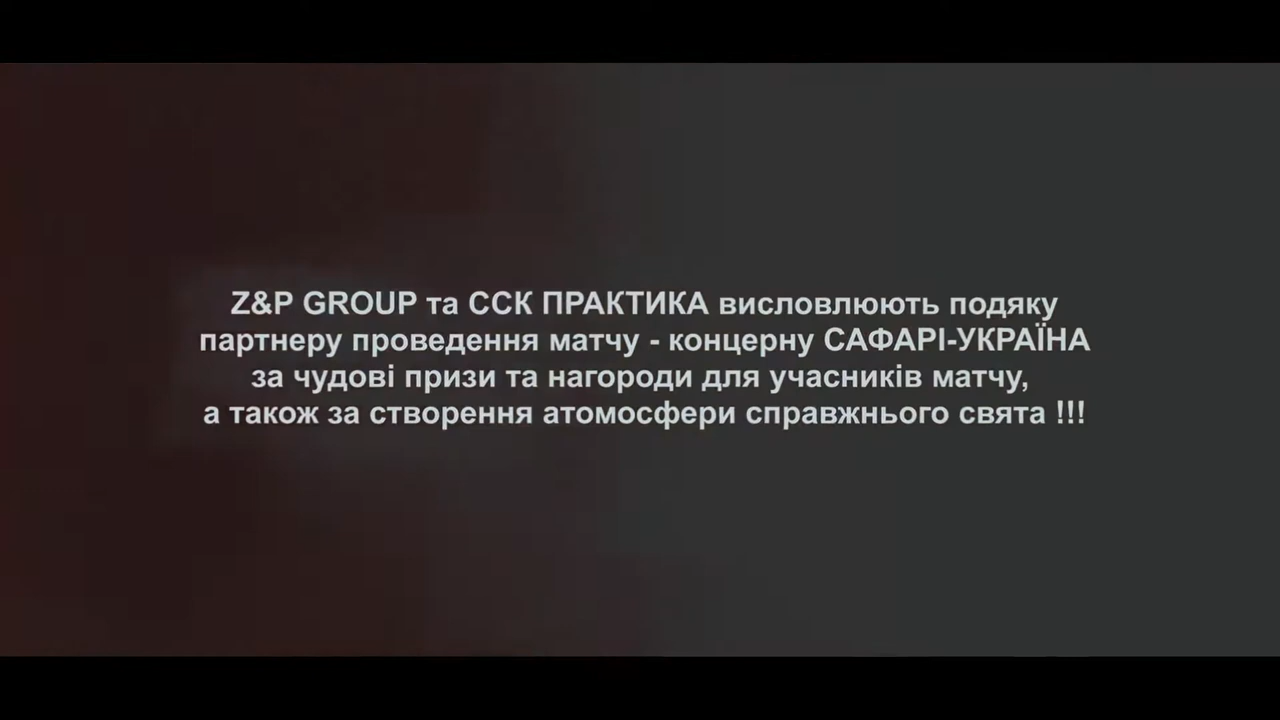 Z&P GROUP та ССК ПРАКТИКА висловлюють подяку
партнеру проведення матчу - концерну САФАРІ-УКРАЇНА
за чудові призи та нагороди для учасників матчу,
а також за створення атомосфери справжнього свята !!!